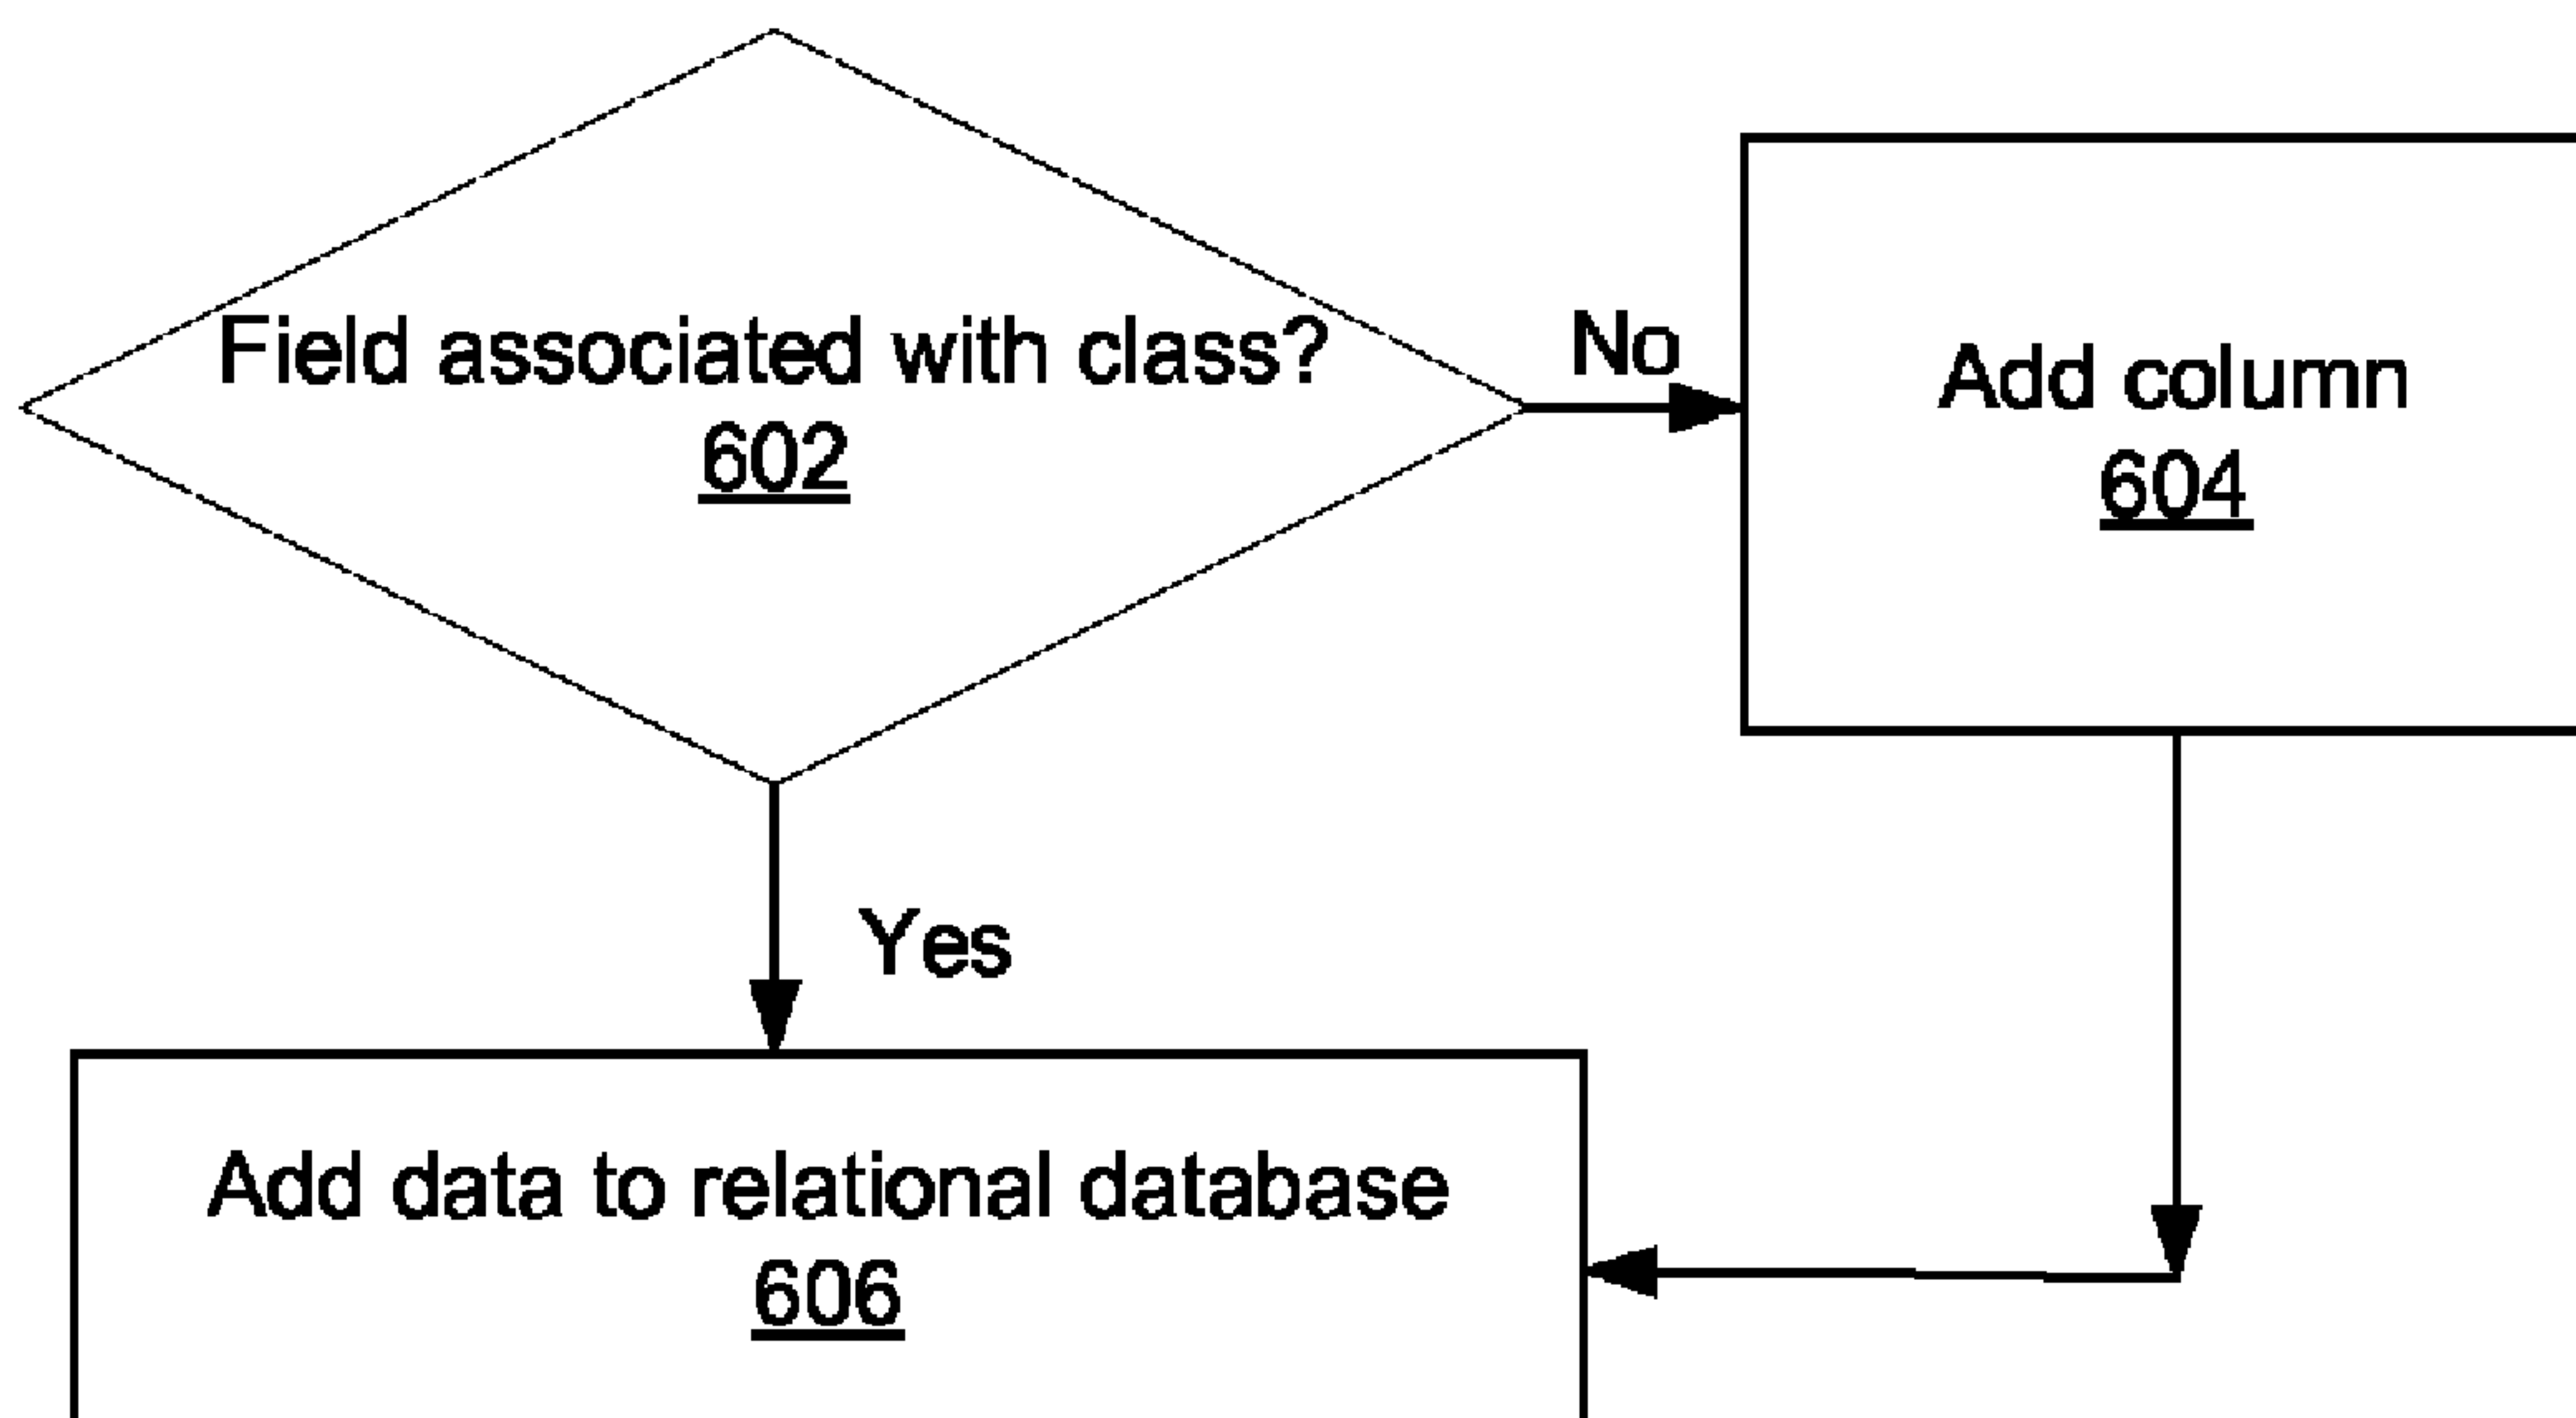 Field associated with class?
602
No
Add column
604
Yes
Add data to relational database
606